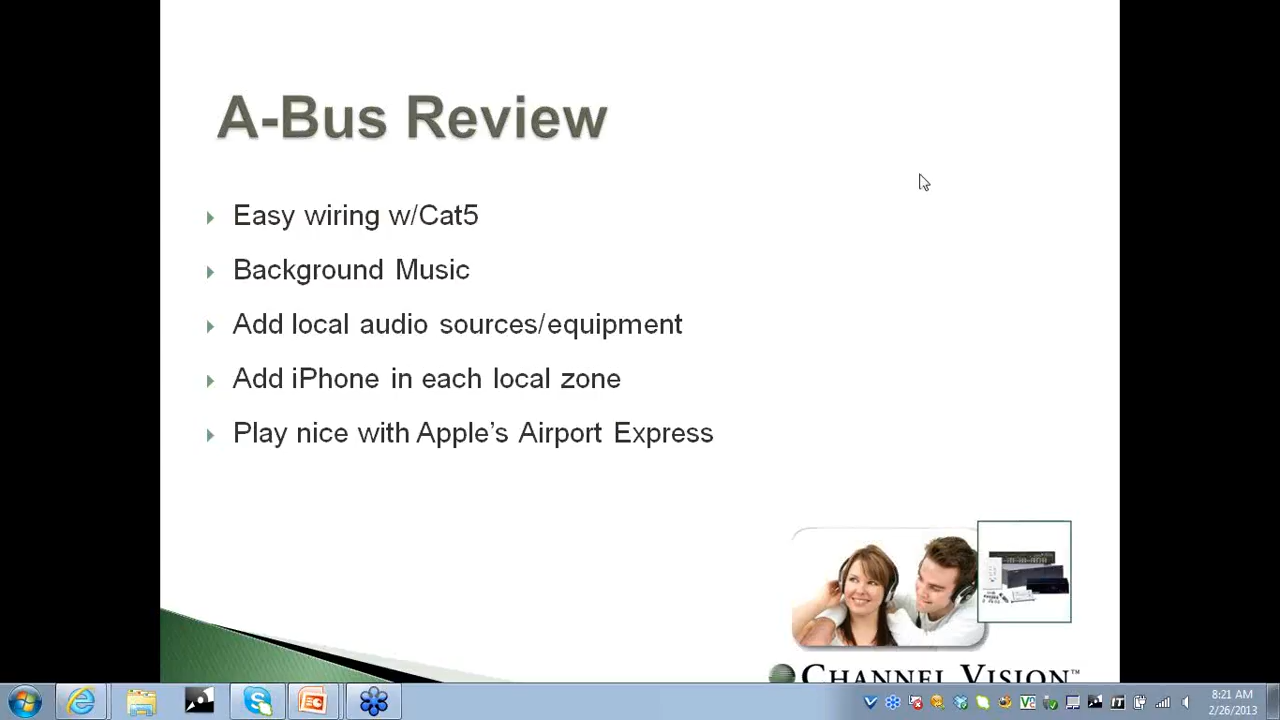 A-Bus Review
Easy wiring w/Cat5
Background Music
Add local audio sources/equipment
Add iPhone in each local zone
Play nice with Apple’s Airport Express
CHANNEL VISION™
8:21 AM
2/26/2013